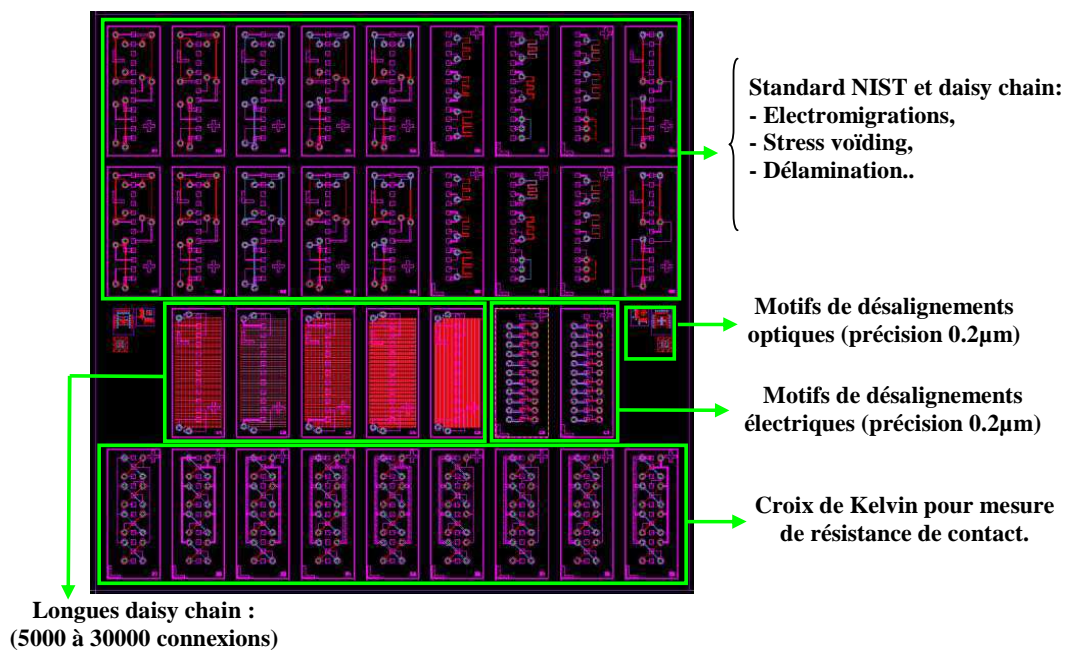 Standard NIST et daisy chain:
- Electromigrations,
- Stress voïding,
- Délamination..
Motifs de désalignements
optiques (précision 0.2µm)
Motifs de désalignements
électriques (précision 0.2µm)
Croix de Kelvin pour mesure
de résistance de contact.
Longues daisy chain :
(5000 à 30000 connexions)